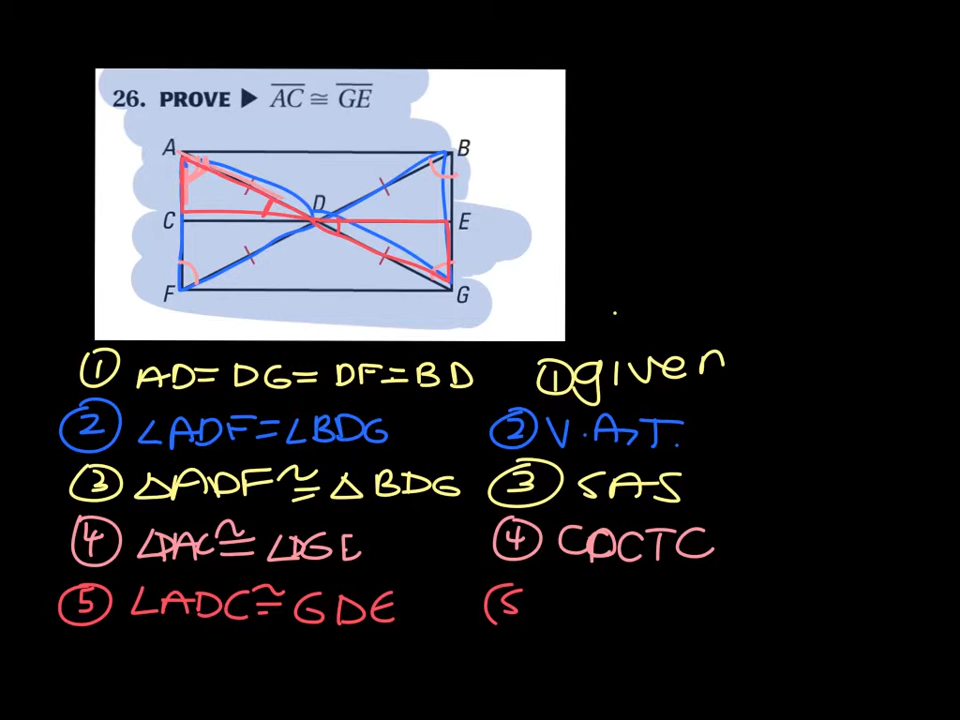 26. PROVE ▶ AC ≅ GE
A B
D
C E
F G
① AD = DG = DF = BD ① given
② ∠ADF = ∠BDG ② V.A.T.
③ △ADF ≅ △BDG ③ SAS
④ ∠DAC ≅ ∠DGE ④ CPCTC
⑤ ∠ADC ≅ GDE (5